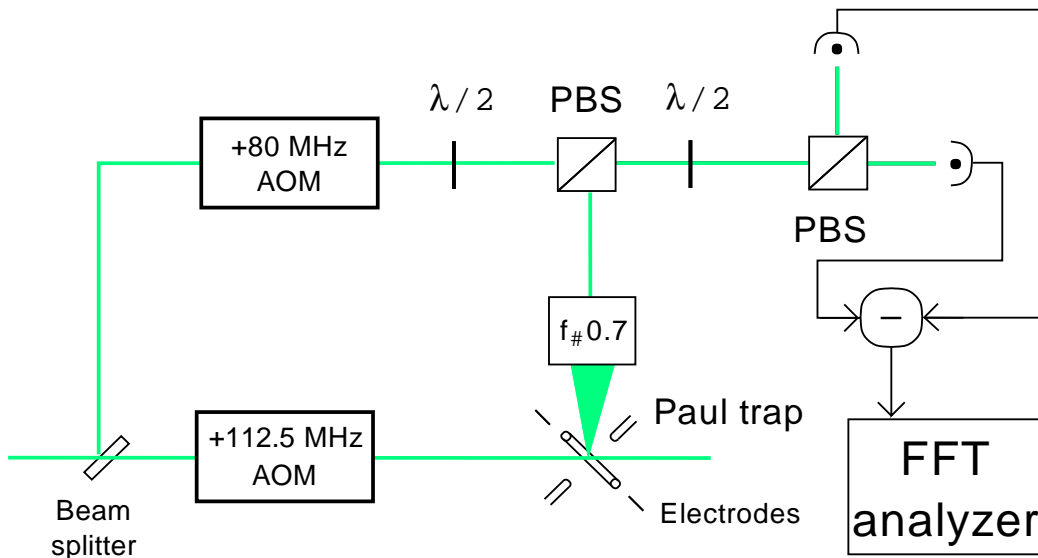 λ/2
PBS
λ/2
+80 MHz
AOM
PBS
f#0.7
−
Paul trap
+112.5 MHz
AOM
FFT
analyzer
Electrodes
Beam
splitter